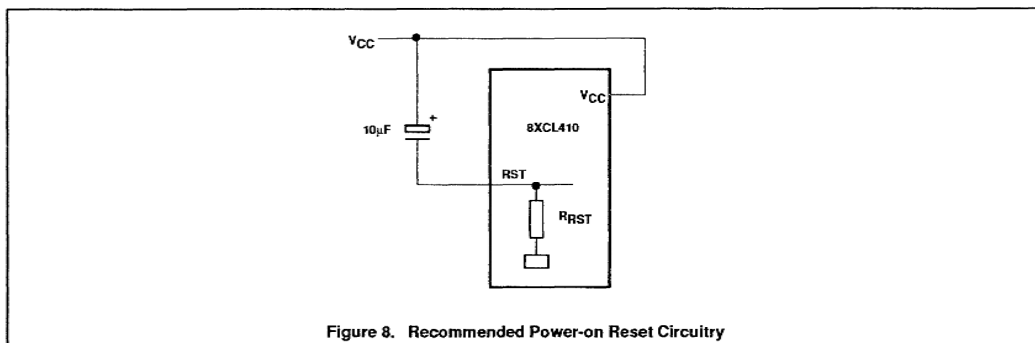 VCC
VCC
10μF
+
8XCL410
RST
RRST
Figure 8. Recommended Power-on Reset Circuitry